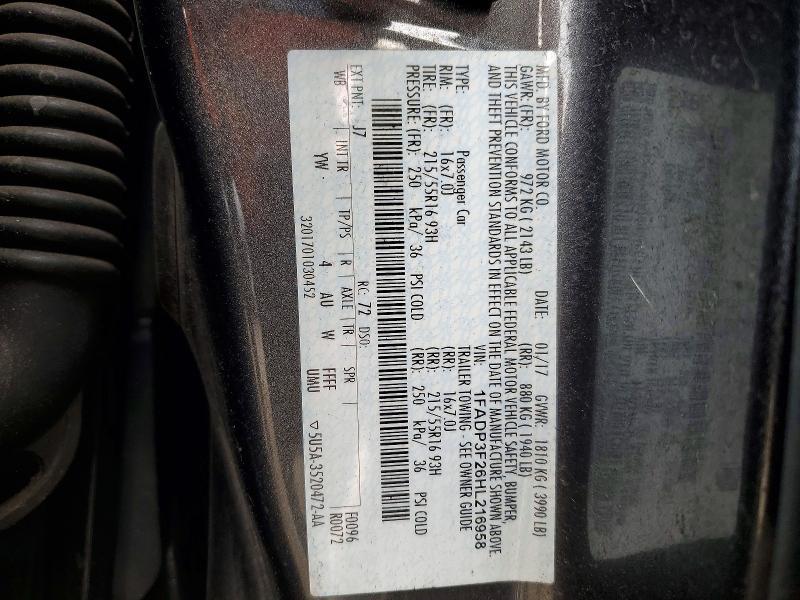 MFD. BY FORD MOTOR CO. DATE: 01/17 GVWR: 1810 KG ( 3990 LB)
GAWR: (FR): 972 KG ( 2143 LB) (RR): 880 KG ( 1940 LB)
THIS VEHICLE CONFORMS TO ALL APPLICABLE FEDERAL MOTOR VEHICLE SAFETY, BUMPER,
AND THEFT PREVENTION STANDARDS IN EFFECT ON THE DATE OF MANUFACTURE SHOWN ABOVE.
VIN: 1FADP3F26HL216958
TYPE: Passenger Car TRAILER TOWING - SEE OWNER GUIDE
RIM: (FR): 16x7.0J (RR): 16x7.0J
TIRE: (FR): 215/55R16 93H (RR): 215/55R16 93H
PRESSURE: (FR): 250 kPa/ 36 PSI COLD (RR): 250 kPa/ 36 PSI COLD
RC: 72 DSO: F0096
EXT PNT: J7 R0072
WB INT TR TP/PS R AXLE TR SPR
YW 4 AU W FFFF
UMU
3201701030452 5U5A-3520472-AA